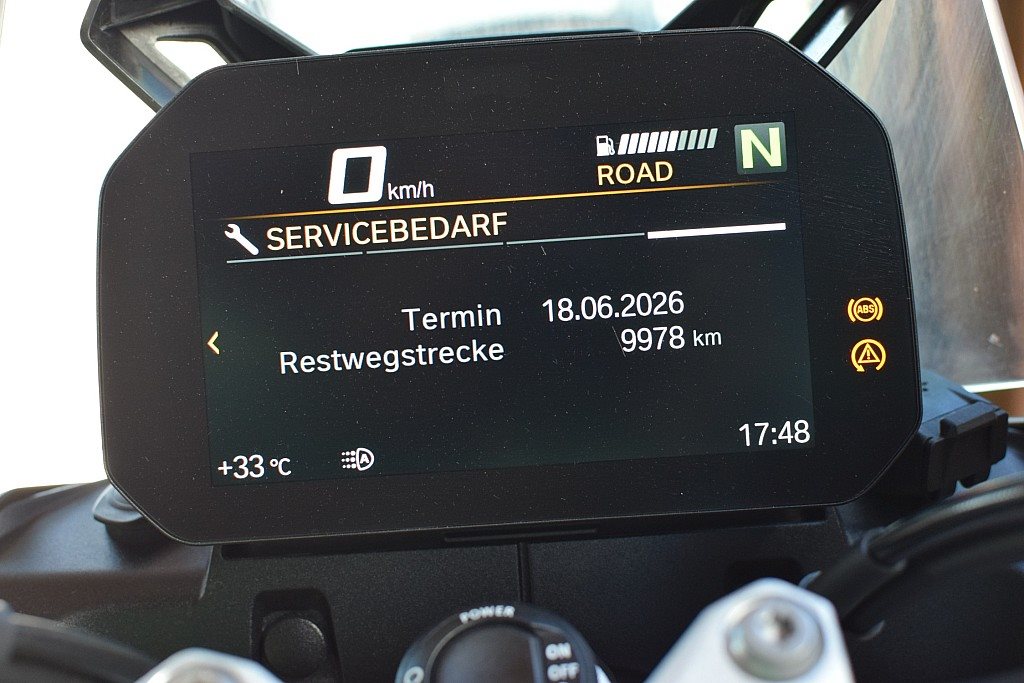 0 km/h
ROAD
N
SERVICEBEDARF
Termin 18.06.2026
Restwegstrecke 9978 km
ABS
+33 °C
A
17:48
POWER
ON
OFF